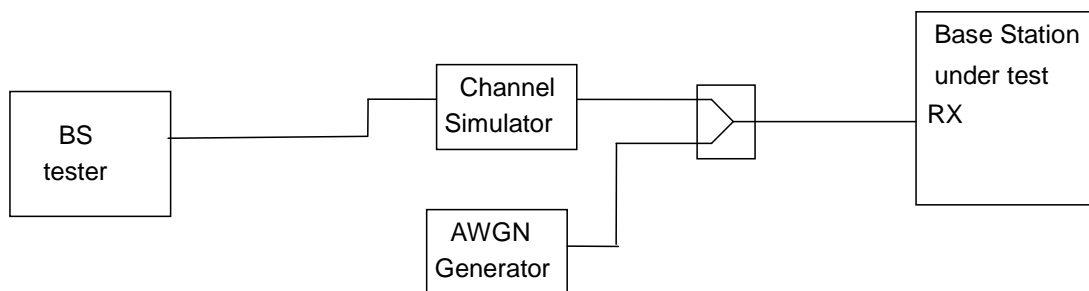 BS
tester
Channel
Simulator
AWGN
Generator
Base Station
under test
RX